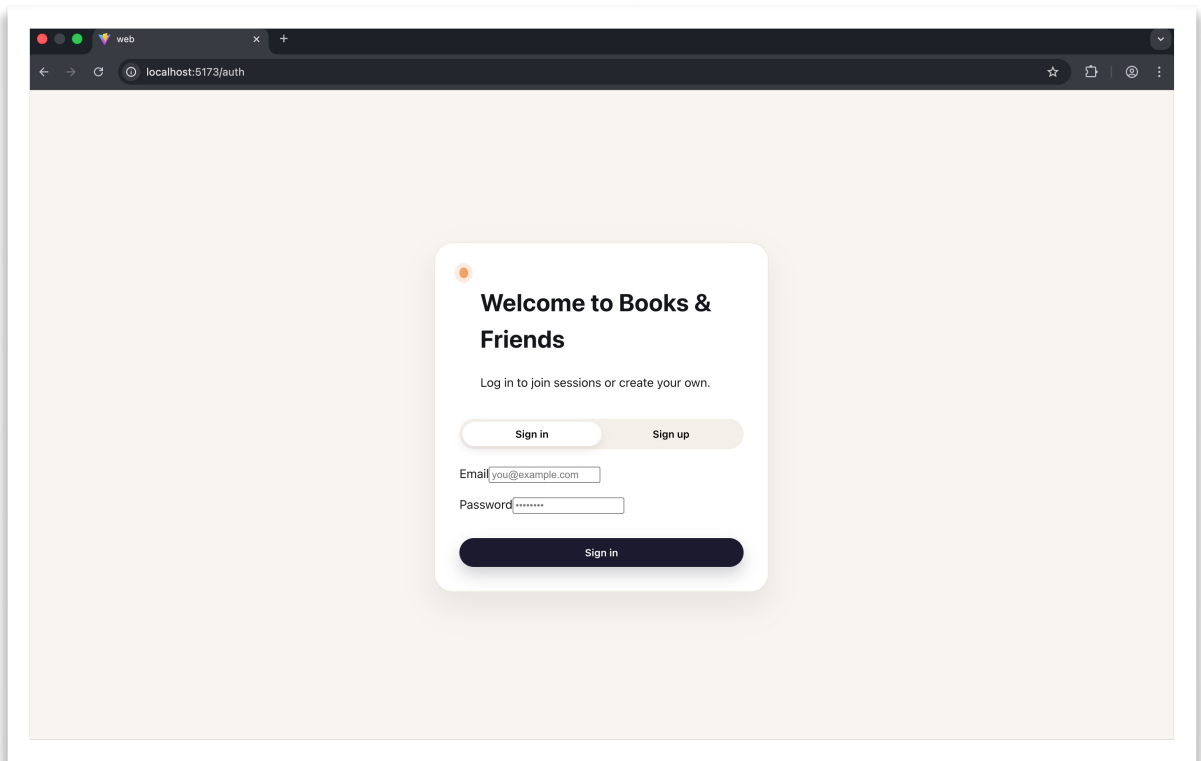 web
localhost:5173/auth
Welcome to Books &
Friends
Log in to join sessions or create your own.
Sign in Sign up
Email you@example.com
Password ••••••••
Sign in